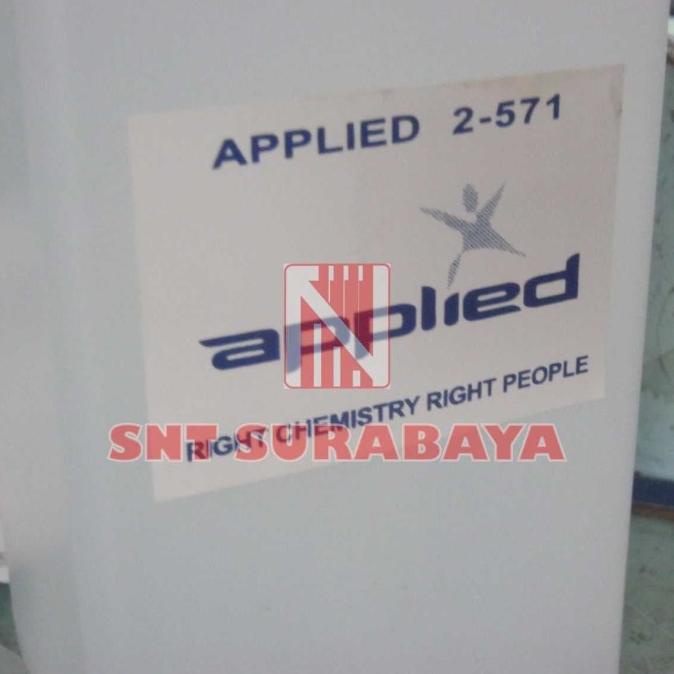 APPLIED 2-571
applied
RIGHT CHEMISTRY RIGHT PEOPLE
SNT SURABAYA